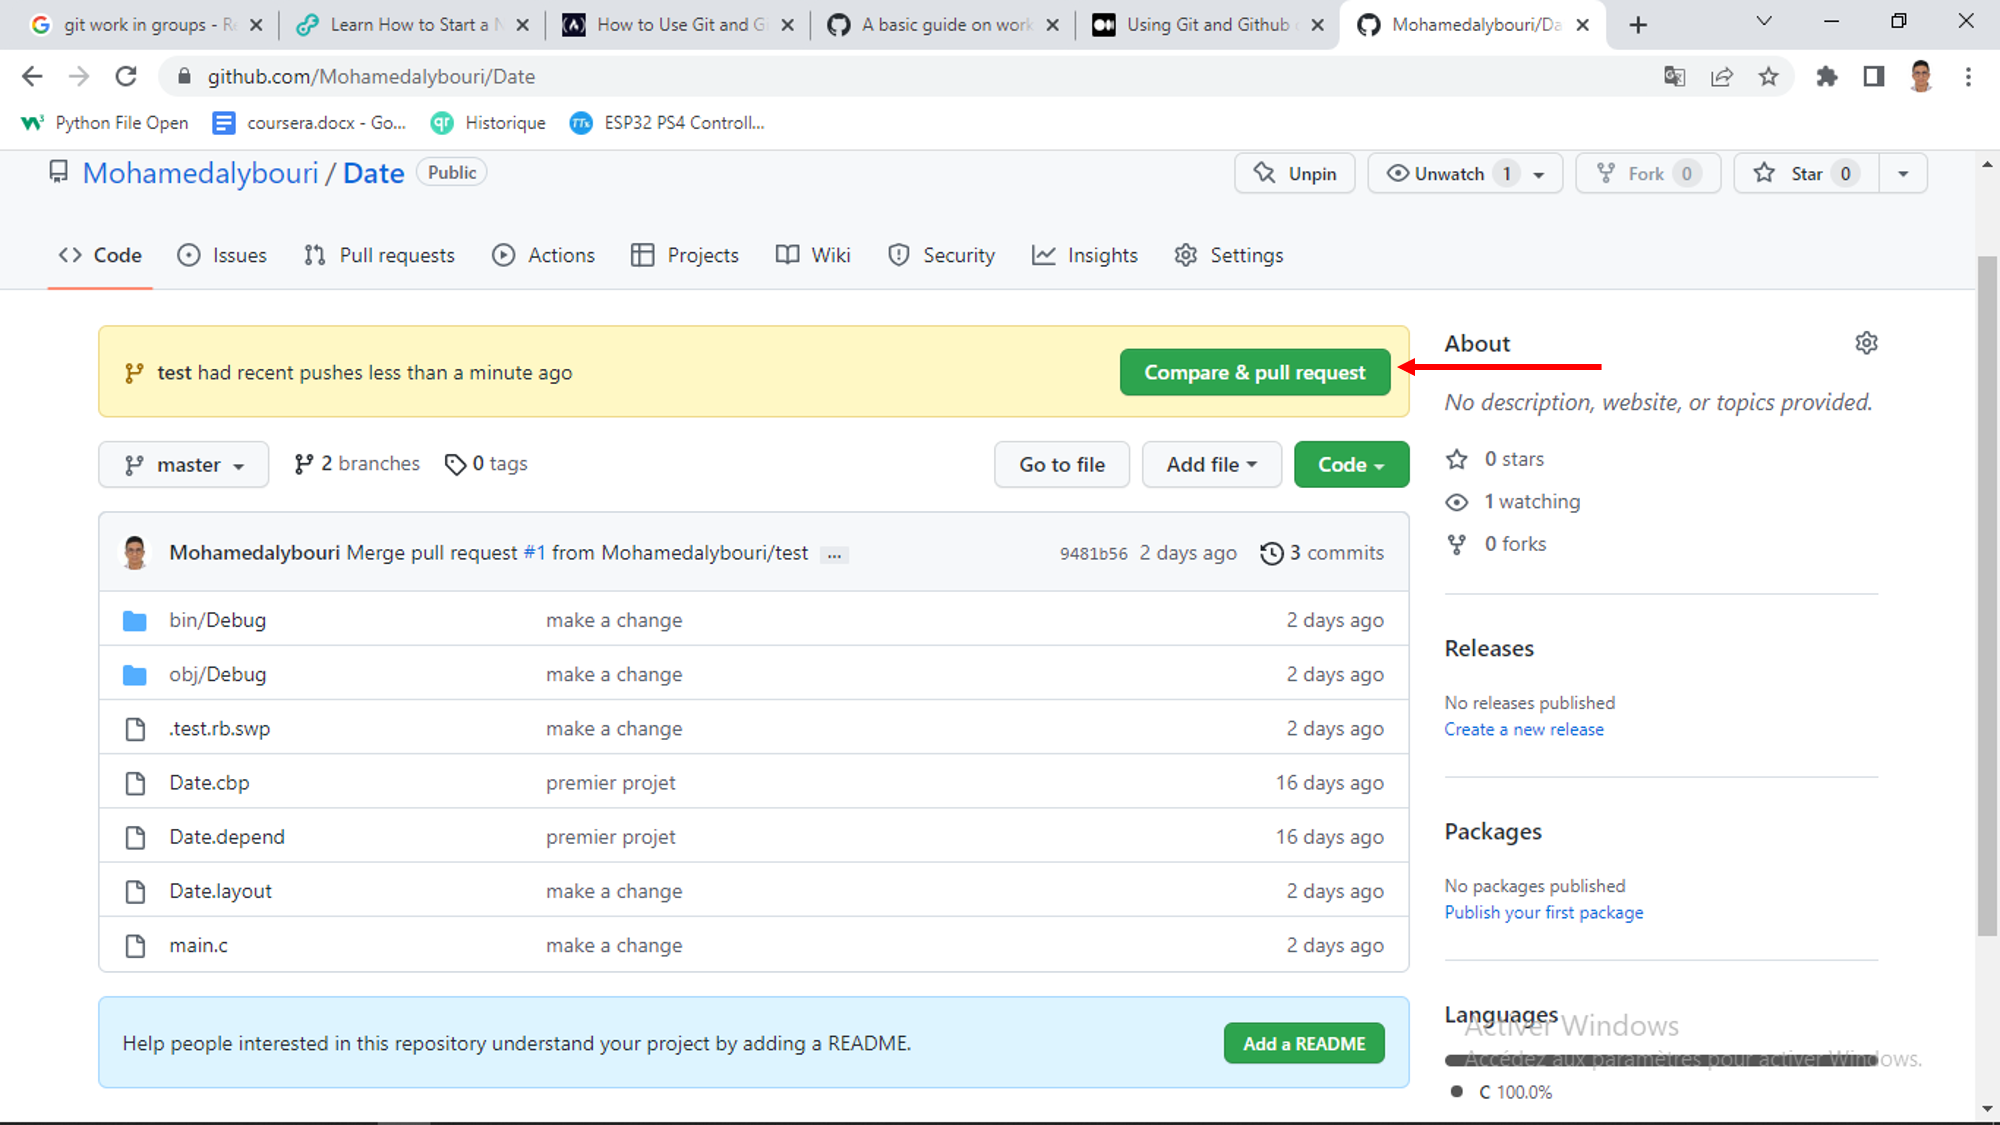 git work in groups - Re
Learn How to Start a N
How to Use Git and Gi
A basic guide on work
Using Git and Github
Mohamedalybouri/Da
github.com/Mohamedalybouri/Date
Python File Open
coursera.docx - Go...
Historique
ESP32 PS4 Controll...
Mohamedalybouri / Date Public
Unpin
Unwatch 1
Fork 0
Star 0
Code
Issues
Pull requests
Actions
Projects
Wiki
Security
Insights
Settings
test had recent pushes less than a minute ago
Compare & pull request
master
2 branches
0 tags
Go to file
Add file
Code
Mohamedalybouri Merge pull request #1 from Mohamedalybouri/test ...
9481b56 2 days ago
3 commits
bin/Debug make a change 2 days ago
obj/Debug make a change 2 days ago
.test.rb.swp make a change 2 days ago
Date.cbp premier projet 16 days ago
Date.depend premier projet 16 days ago
Date.layout make a change 2 days ago
main.c make a change 2 days ago
Help people interested in this repository understand your project by adding a README.
Add a README
About
No description, website, or topics provided.
0 stars
1 watching
0 forks
Releases
No releases published
Create a new release
Packages
No packages published
Publish your first package
Languages
Activer Windows
Accédez aux paramètres pour activer Windows.
C 100.0%